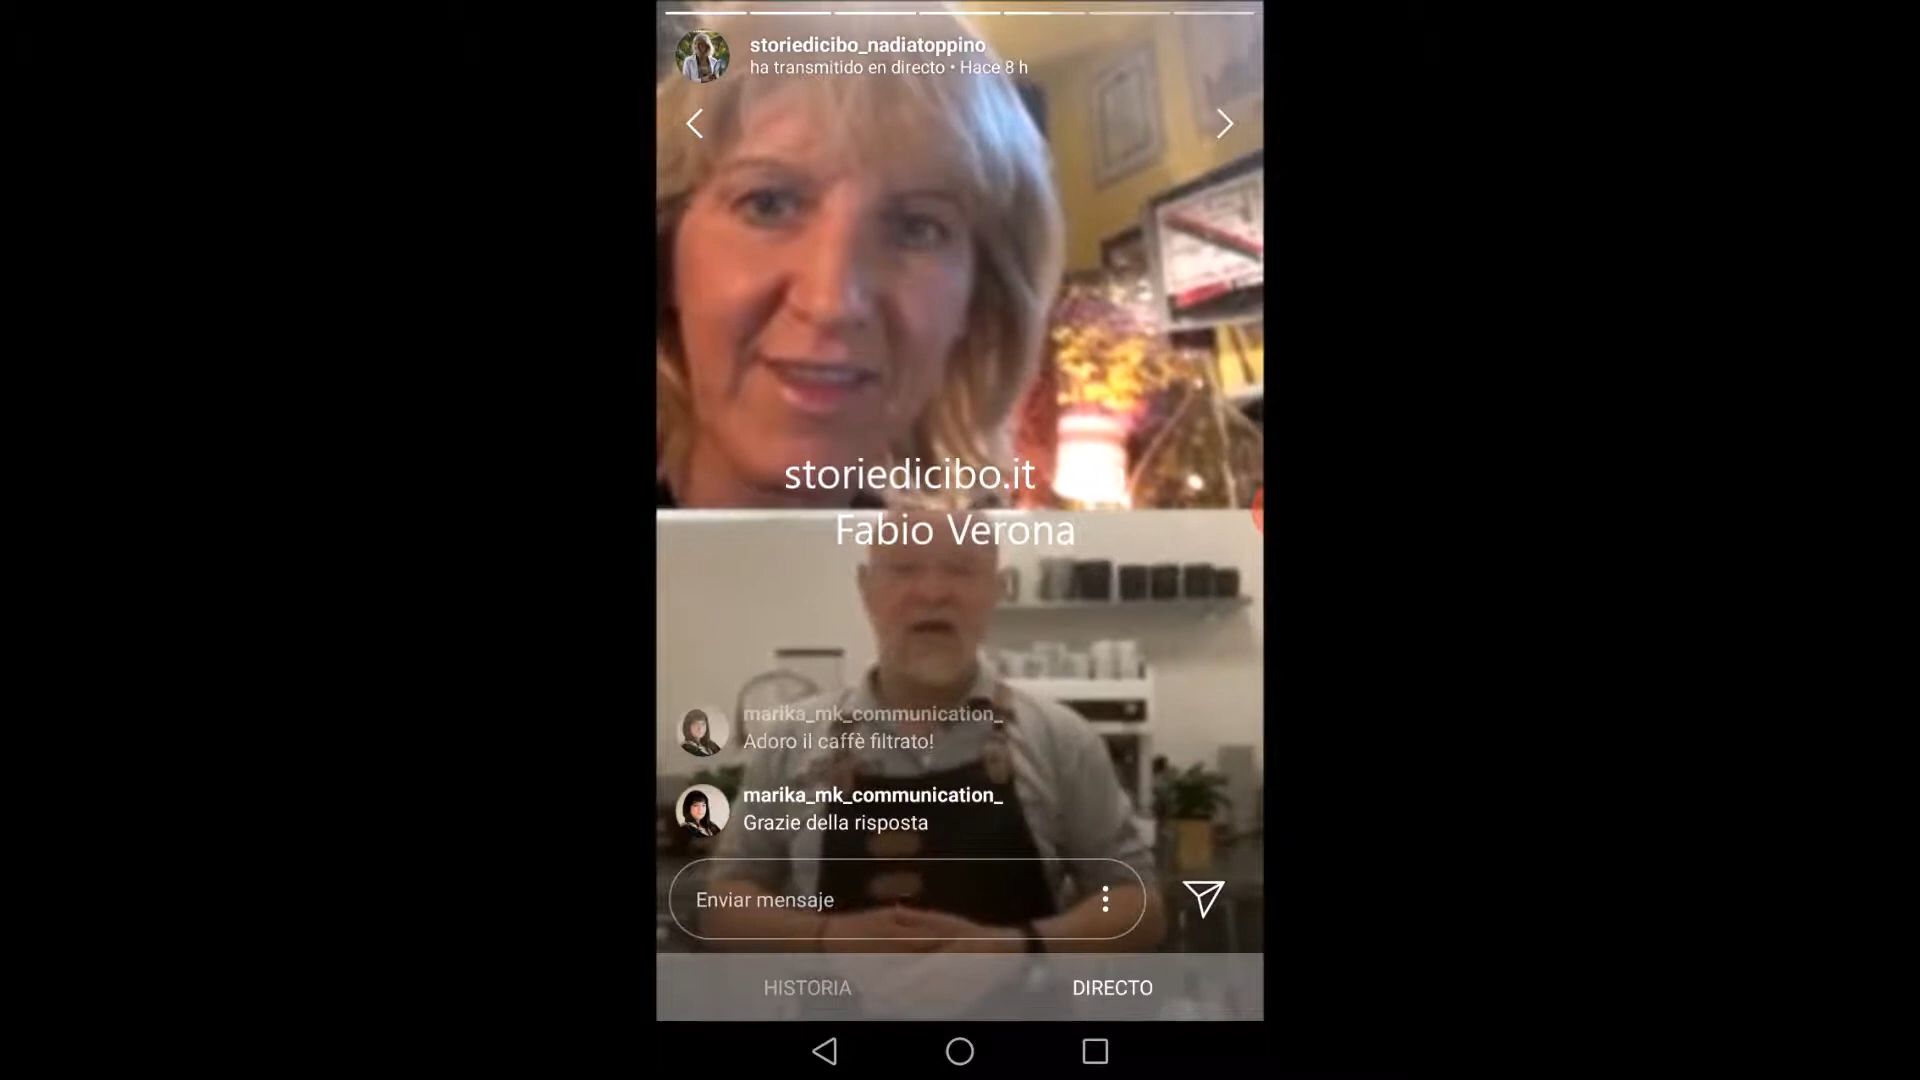 storiedicibo_nadiatoppino
ha transmitido en directo • Hace 8 h
storiedicibo.it
Fabio Verona
marika_mk_communication_
Adoro il caffè filtrato!
marika_mk_communication_
Grazie della risposta
Enviar mensaje
HISTORIA
DIRECTO